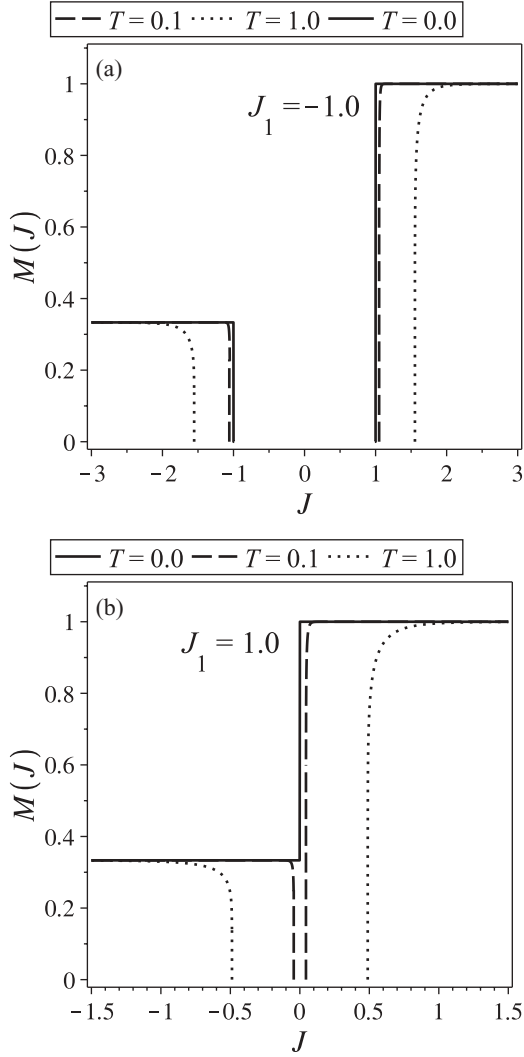 T = 0.1 T = 1.0 T = 0.0
(a)
J₁ = −1.0
1
0.8
0.6
0.4
0.2
0
M(J)
−3 −2 −1 0 1 2 3
J
T = 0.0 T = 0.1 T = 1.0
(b)
J₁ = 1.0
1
0.8
0.6
0.4
0.2
0
M(J)
−1.5 −1 −0.5 0 0.5 1 1.5
J